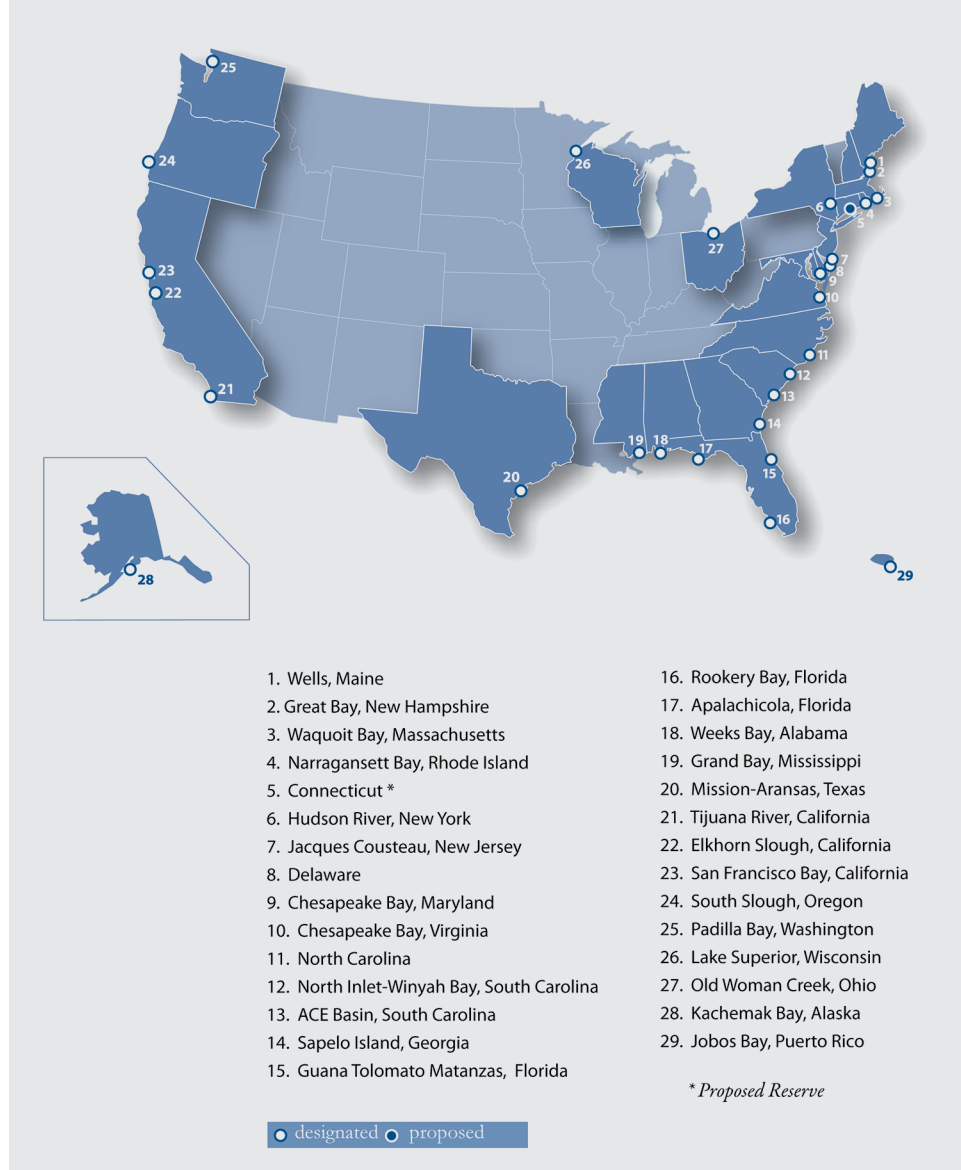 25
24
26
1
2
3
6
4
5
27
7
8
9
23
22
10
11
12
21
13
14
19
18
17
15
20
16
28
29
1. Wells, Maine
2. Great Bay, New Hampshire
3. Waquoit Bay, Massachusetts
4. Narragansett Bay, Rhode Island
5. Connecticut *
6. Hudson River, New York
7. Jacques Cousteau, New Jersey
8. Delaware
9. Chesapeake Bay, Maryland
10. Chesapeake Bay, Virginia
11. North Carolina
12. North Inlet-Winyah Bay, South Carolina
13. ACE Basin, South Carolina
14. Sapelo Island, Georgia
15. Guana Tolomato Matanzas, Florida
16. Rookery Bay, Florida
17. Apalachicola, Florida
18. Weeks Bay, Alabama
19. Grand Bay, Mississippi
20. Mission-Aransas, Texas
21. Tijuana River, California
22. Elkhorn Slough, California
23. San Francisco Bay, California
24. South Slough, Oregon
25. Padilla Bay, Washington
26. Lake Superior, Wisconsin
27. Old Woman Creek, Ohio
28. Kachemak Bay, Alaska
29. Jobos Bay, Puerto Rico
* Proposed Reserve
designated proposed